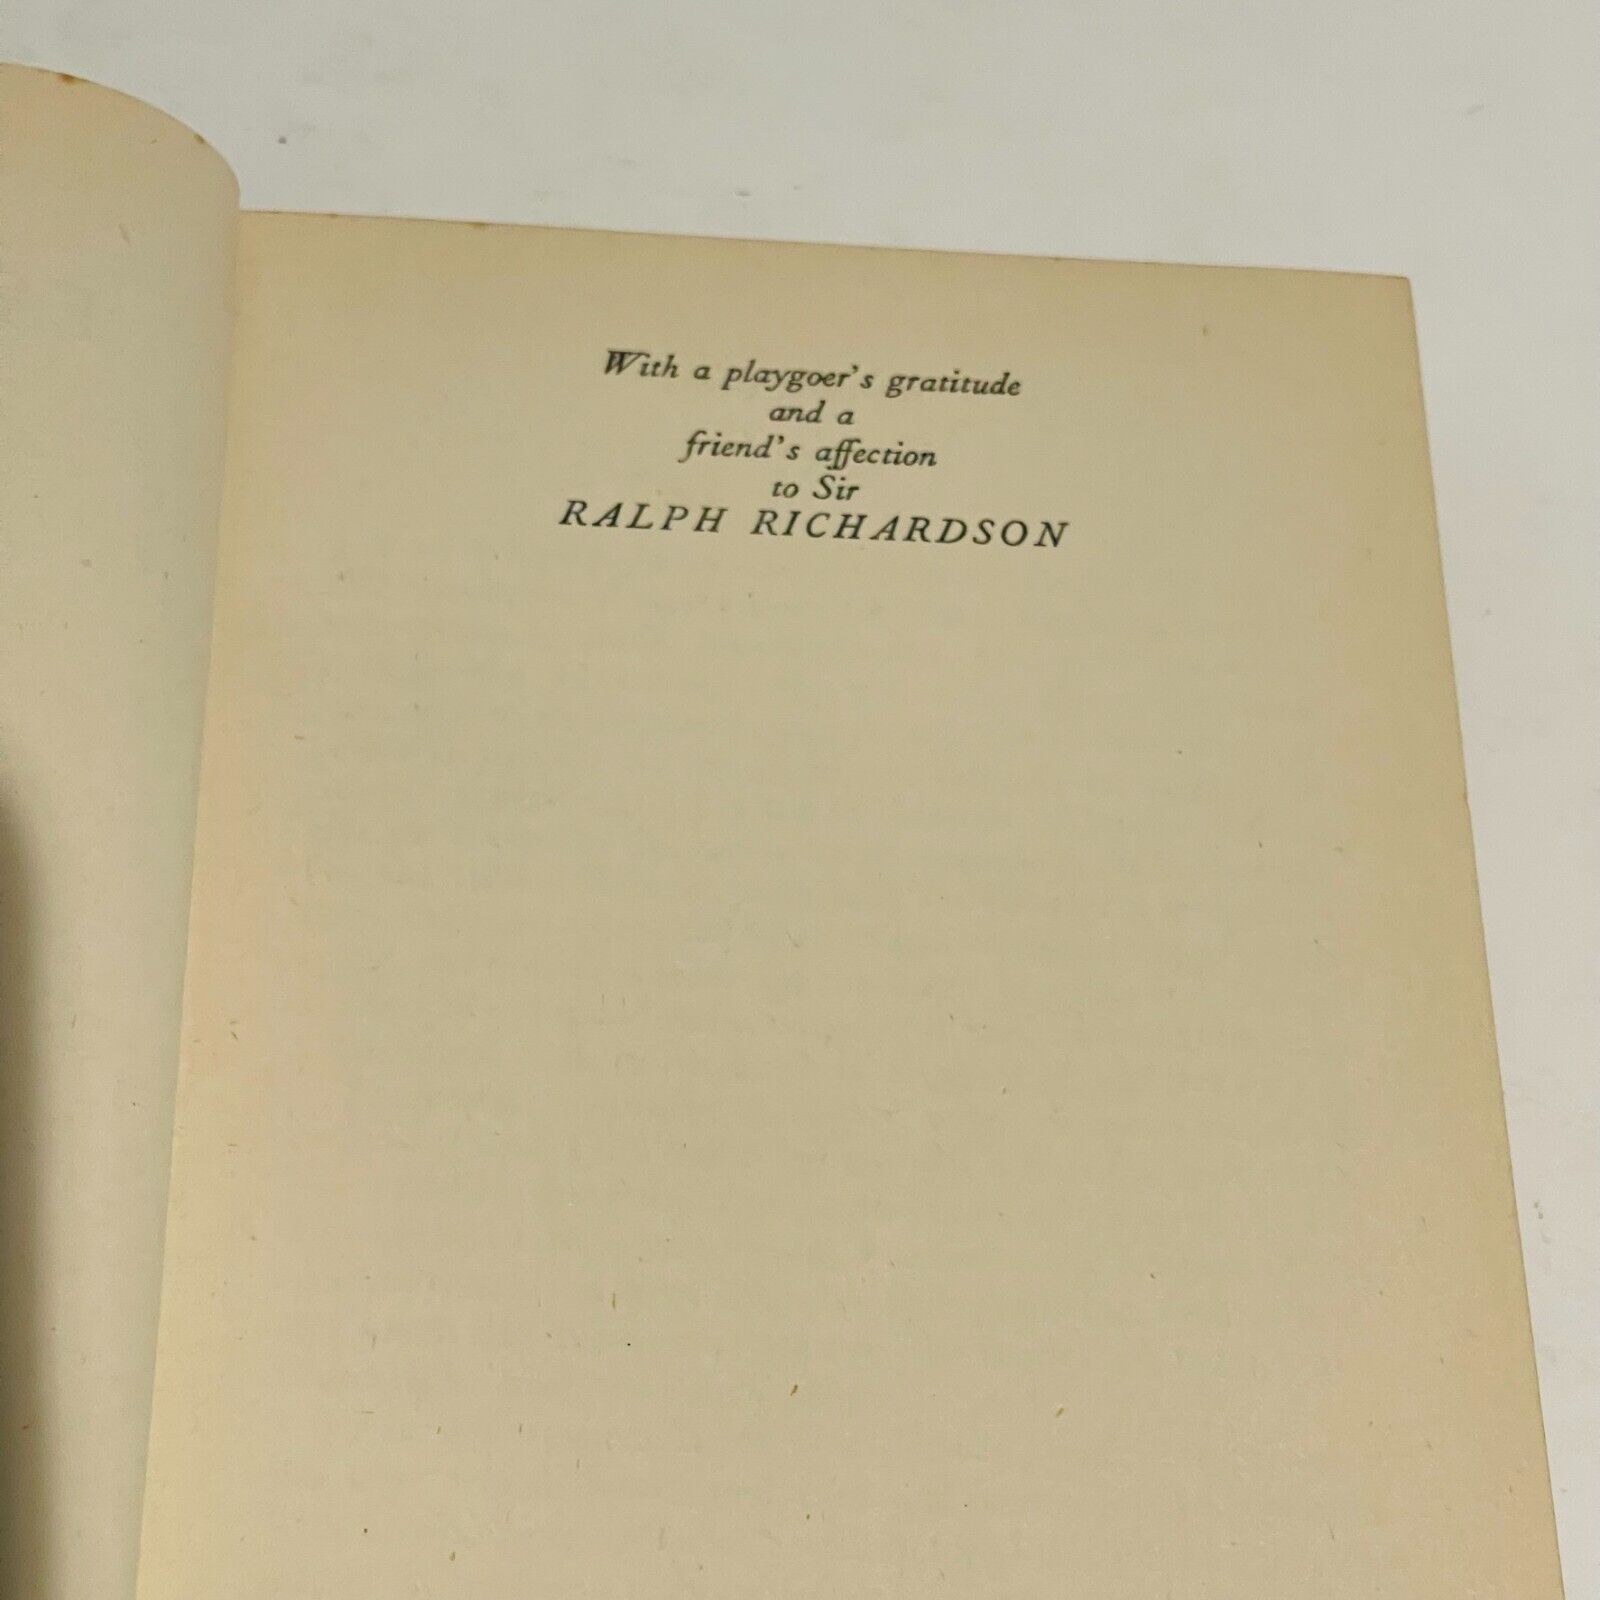 With a playgoer's gratitude
and a
friend's affection
to Sir
RALPH RICHARDSON